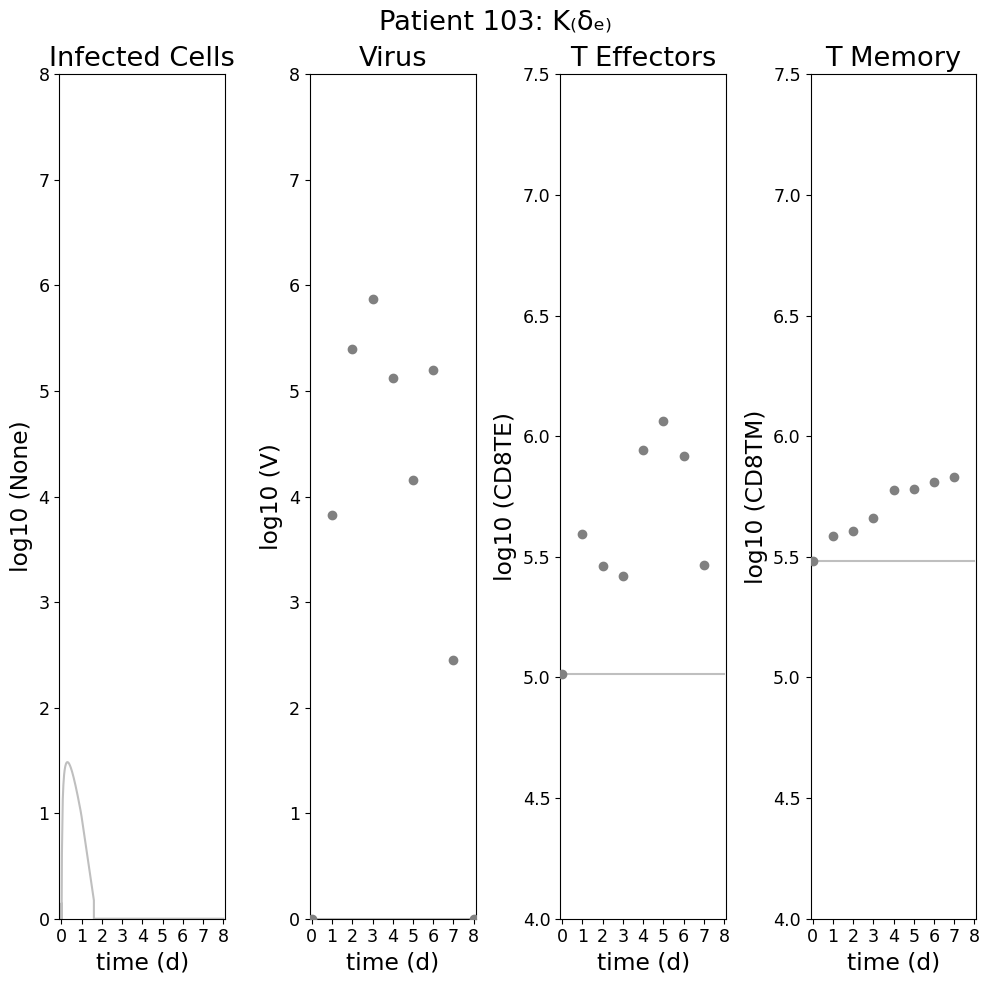 Patient 103: K₍δₑ₎
Infected Cells
Virus
T Effectors
T Memory
log10 (None)
8
7
6
5
4
3
2
1
0
0 1 2 3 4 5 6 7 8
time (d)
log10 (V)
8
7
6
5
4
3
2
1
0
0 1 2 3 4 5 6 7 8
time (d)
log10 (CD8TE)
7.5
7.0
6.5
6.0
5.5
5.0
4.5
4.0
0 1 2 3 4 5 6 7 8
time (d)
log10 (CD8TM)
7.5
7.0
6.5
6.0
5.5
5.0
4.5
4.0
0 1 2 3 4 5 6 7 8
time (d)